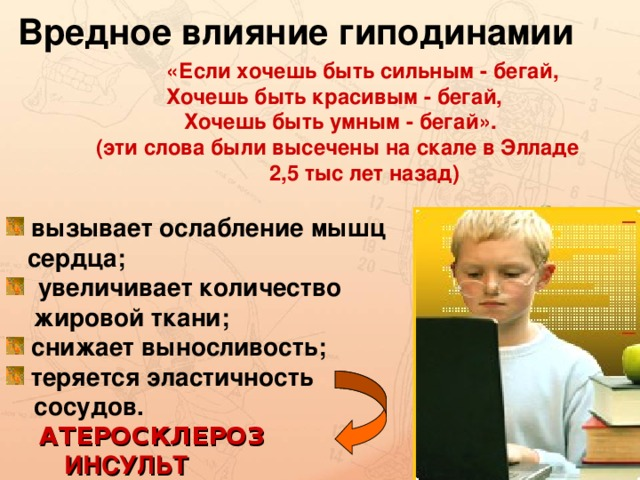 Вредное влияние гиподинамии
«Если хочешь быть сильным - бегай,
Хочешь быть красивым - бегай,
Хочешь быть умным - бегай».
(эти слова были высечены на скале в Элладе
2,5 тыс лет назад)
вызывает ослабление мышц
сердца;
увеличивает количество
жировой ткани;
снижает выносливость;
теряется эластичность
сосудов.
АТЕРОСКЛЕРОЗ
ИНСУЛЬТ